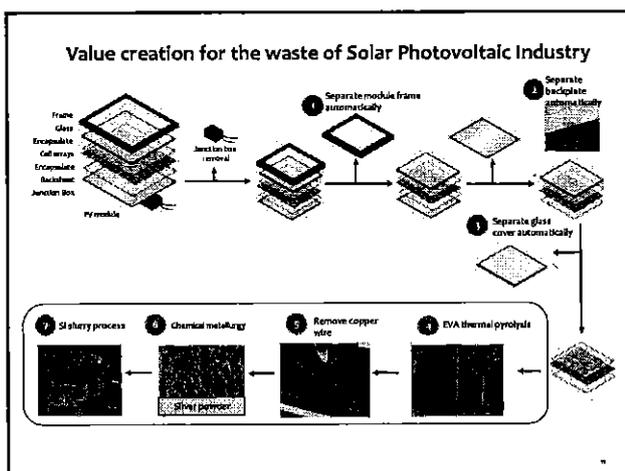 Value creation for the waste of Solar Photovoltaic Industry
Frame
Glass
Encapsulate
Cell arrays
Encapsulate
Backsheet
Junction Box
PV module
Junction box
removal
1 Separate module frame
automatically
2 Separate
backplate
automatically
3 Separate glass
cover automatically
7 Si slurry process
6 Chemical metallurgy
5 Remove copper
wire
4 EVA thermal pyrolysis
Silver powder